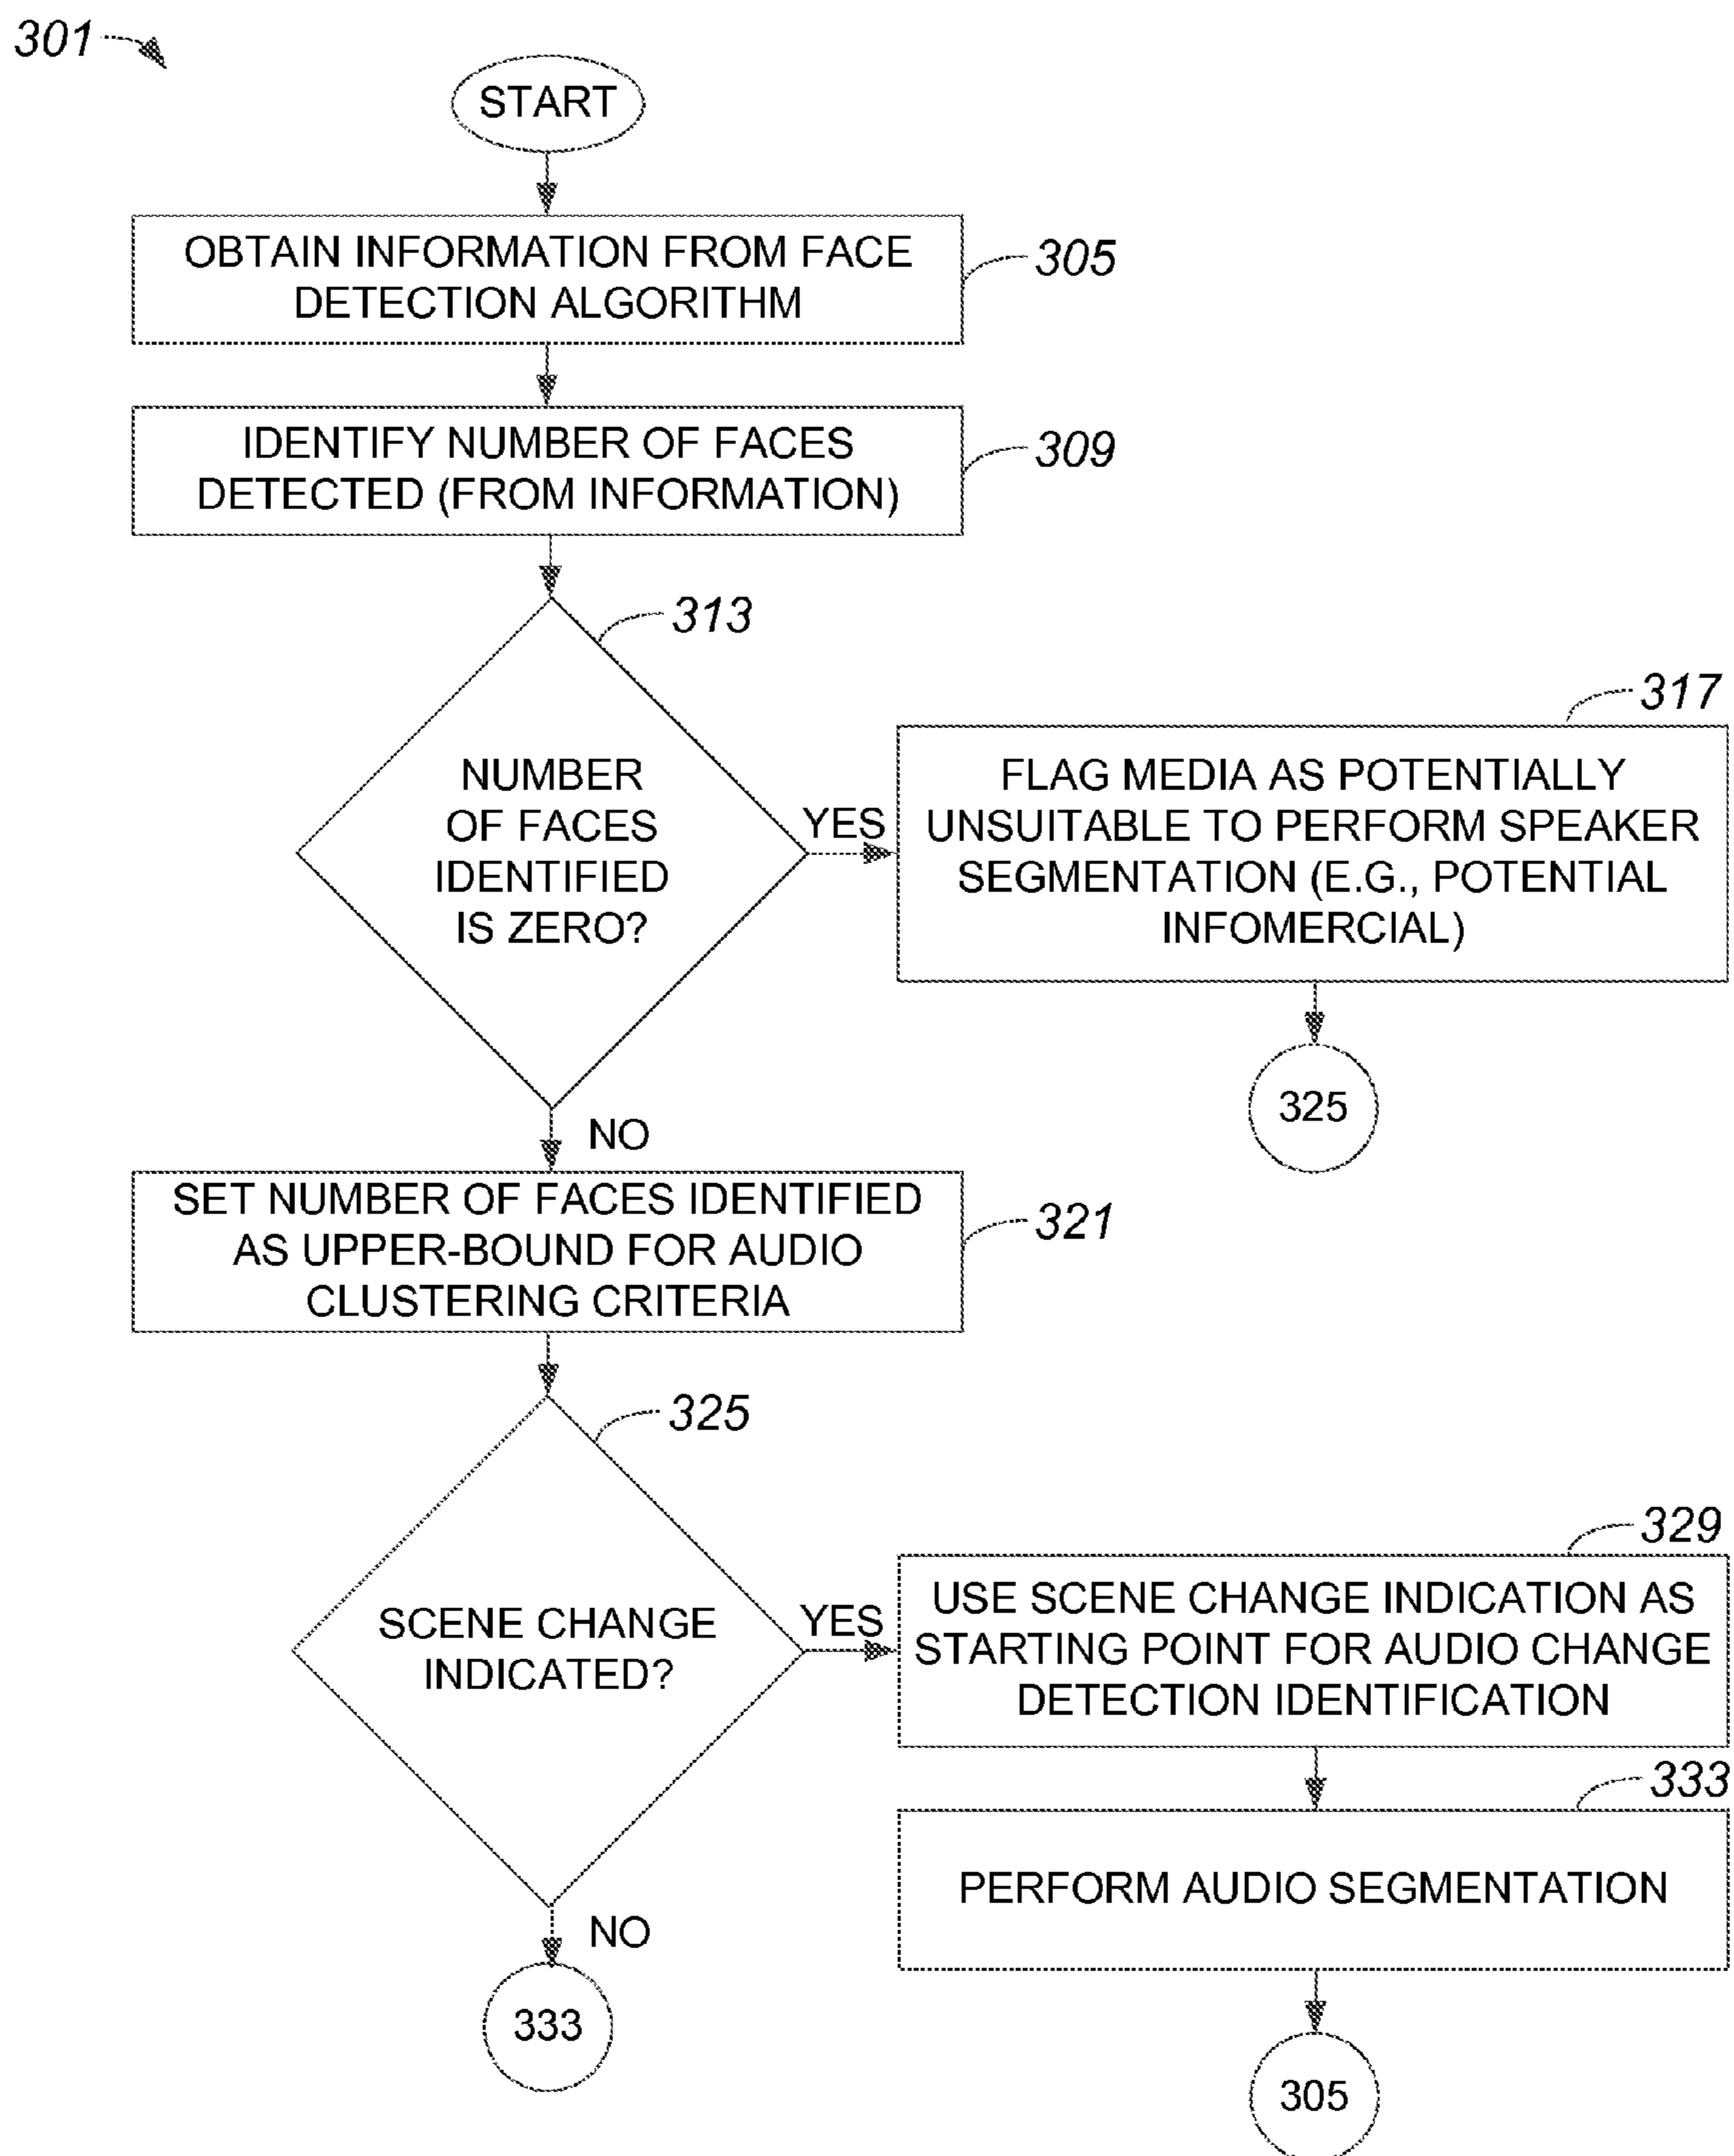 301
START
OBTAIN INFORMATION FROM FACE
DETECTION ALGORITHM
305
IDENTIFY NUMBER OF FACES
DETECTED (FROM INFORMATION)
309
313
NUMBER
OF FACES
IDENTIFIED
IS ZERO?
YES
317
FLAG MEDIA AS POTENTIALLY
UNSUITABLE TO PERFORM SPEAKER
SEGMENTATION (E.G., POTENTIAL
INFOMERCIAL)
325
NO
SET NUMBER OF FACES IDENTIFIED
AS UPPER-BOUND FOR AUDIO
CLUSTERING CRITERIA
321
325
SCENE CHANGE
INDICATED?
YES
329
USE SCENE CHANGE INDICATION AS
STARTING POINT FOR AUDIO CHANGE
DETECTION IDENTIFICATION
333
PERFORM AUDIO SEGMENTATION
NO
333
305